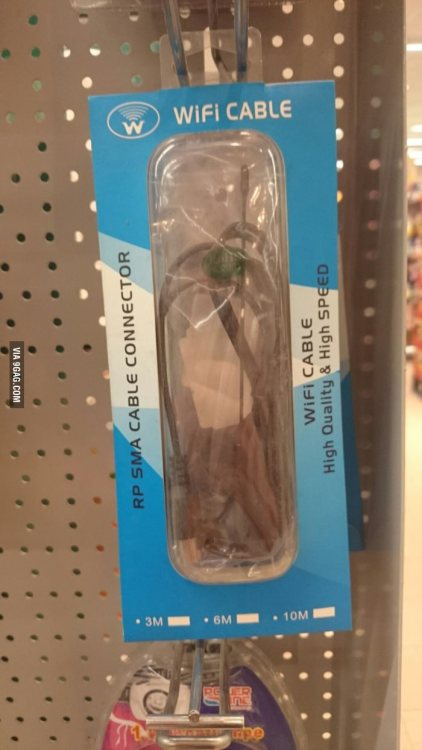 W
WiFi CABLE
RP SMA CABLE CONNECTOR
WiFi CABLE
High Quality & High SPEED
• 3M
• 6M
• 10M
VIA 9GAG.COM